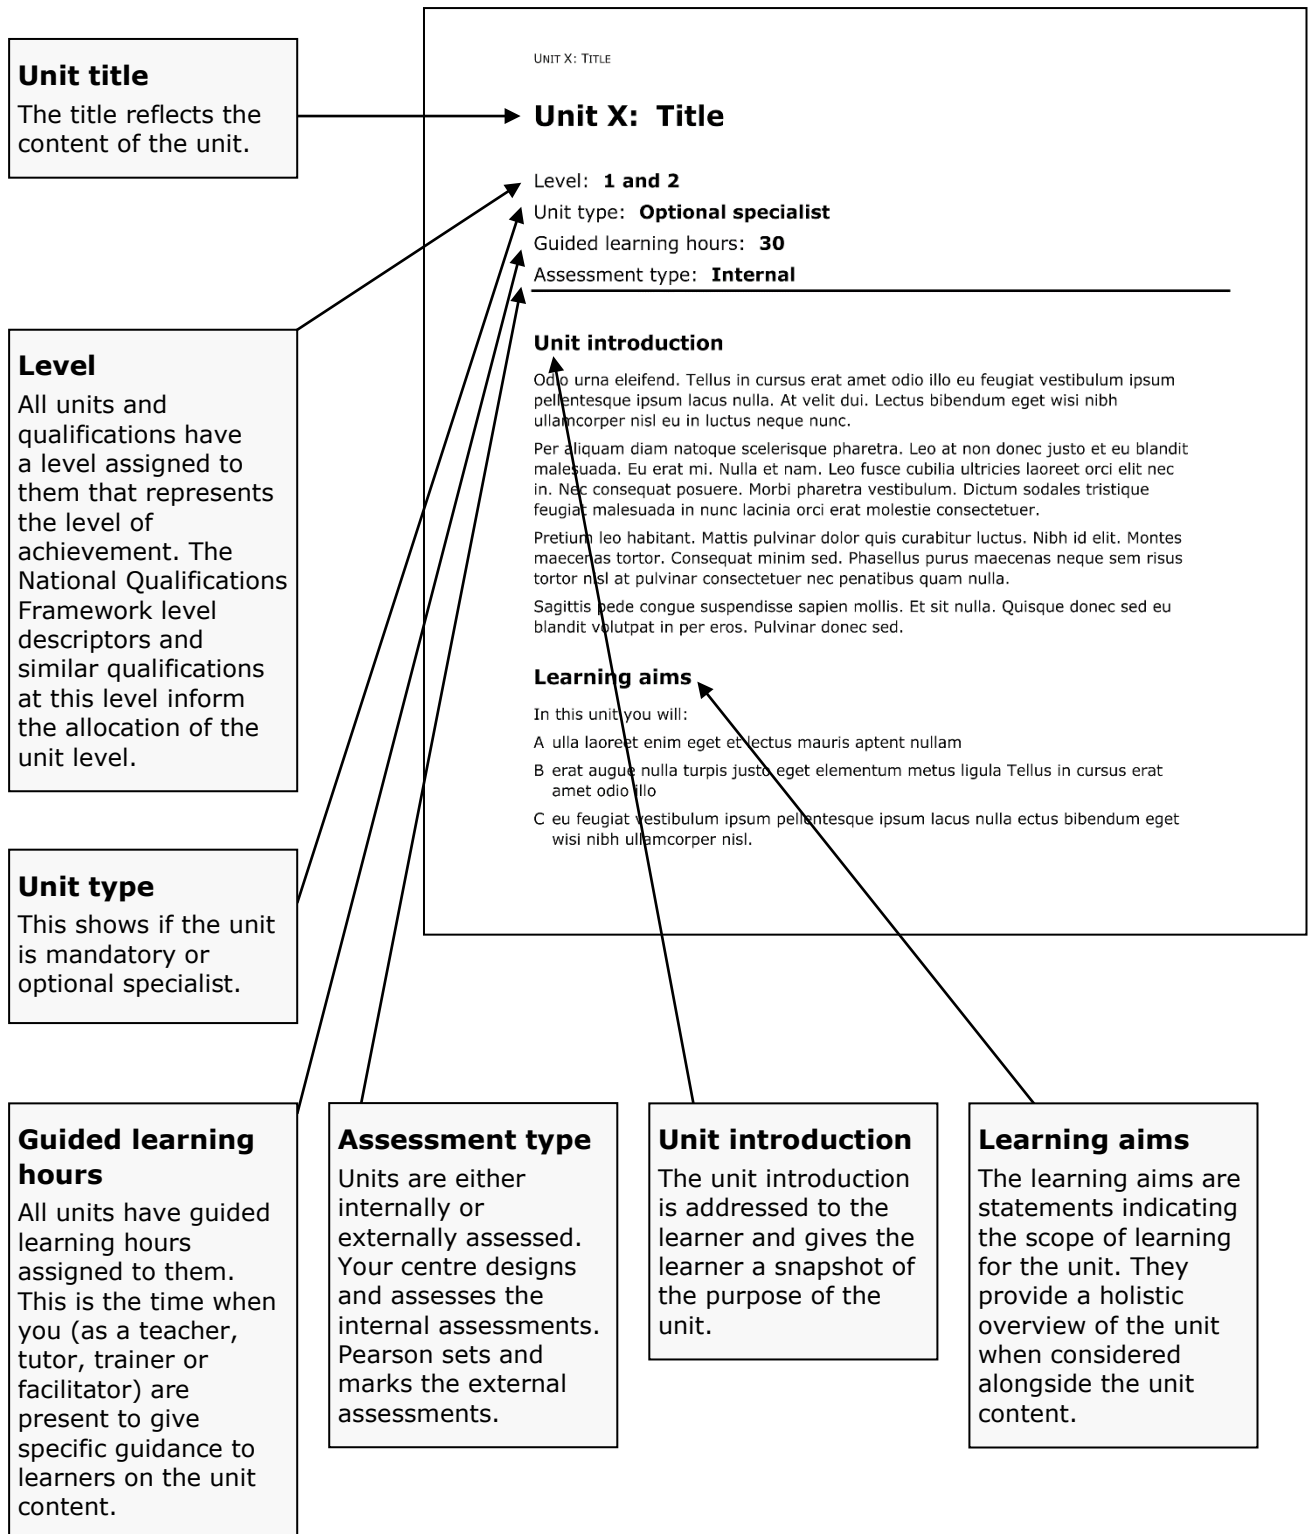 UNIT X: TITLE
Unit X: Title
Level: 1 and 2
Unit type: Optional specialist
Guided learning hours: 30
Assessment type: Internal
Unit introduction
Odio urna eleifend. Tellus in cursus erat amet odio illo eu feugiat vestibulum ipsum
pellentesque ipsum lacus nulla. At velit dui. Lectus bibendum eget wisi nibh
ullamcorper nisl eu in luctus neque nunc.
Per aliquam diam natoque scelerisque pharetra. Leo at non donec justo et eu blandit
malesuada. Eu erat mi. Nulla et nam. Leo fusce cubilia ultricies laoreet orci elit nec
in. Nec consequat posuere. Morbi pharetra vestibulum. Dictum sodales tristique
feugiat malesuada in nunc lacinia orci erat molestie consectetuer.
Pretium leo habitant. Mattis pulvinar dolor quis curabitur luctus. Nibh id elit. Montes
maecenas tortor. Consequat minim sed. Phasellus purus maecenas neque sem risus
tortor nisl at pulvinar consectetuer nec penatibus quam nulla.
Sagittis pede congue suspendisse sapien mollis. Et sit nulla. Quisque donec sed eu
blandit volutpat in per eros. Pulvinar donec sed.
Learning aims
In this unit you will:
A ulla laoreet enim eget et lectus mauris aptent nullam
B erat augue nulla turpis justo eget elementum metus ligula Tellus in cursus erat
amet odio illo
C eu feugiat vestibulum ipsum pellentesque ipsum lacus nulla ectus bibendum eget
wisi nibh ullamcorper nisl.
Unit title
The title reflects the
content of the unit.
Level
All units and
qualifications have
a level assigned to
them that represents
the level of
achievement. The
National Qualifications
Framework level
descriptors and
similar qualifications
at this level inform
the allocation of the
unit level.
Unit type
This shows if the unit
is mandatory or
optional specialist.
Guided learning
hours
All units have guided
learning hours
assigned to them.
This is the time when
you (as a teacher,
tutor, trainer or
facilitator) are
present to give
specific guidance to
learners on the unit
content.
Assessment type
Units are either
internally or
externally assessed.
Your centre designs
and assesses the
internal assessments.
Pearson sets and
marks the external
assessments.
Unit introduction
The unit introduction
is addressed to the
learner and gives the
learner a snapshot of
the purpose of the
unit.
Learning aims
The learning aims are
statements indicating
the scope of learning
for the unit. They
provide a holistic
overview of the unit
when considered
alongside the unit
content.